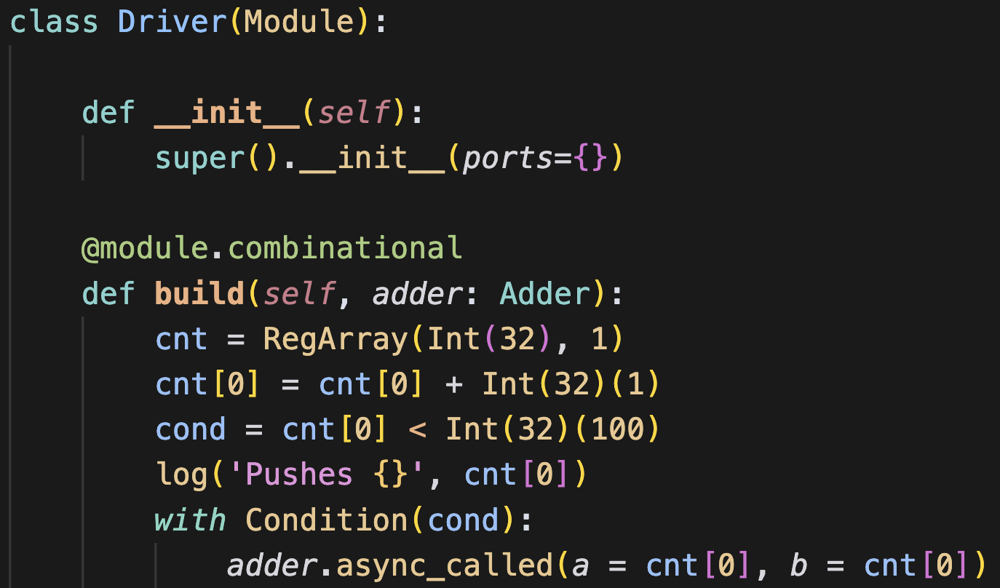 class Driver(Module):
def __init__(self):
super().__init__(ports={})
@module.combinational
def build(self, adder: Adder):
cnt = RegArray(Int(32), 1)
cnt[0] = cnt[0] + Int(32)(1)
cond = cnt[0] < Int(32)(100)
log('Pushes {}', cnt[0])
with Condition(cond):
adder.async_called(a = cnt[0], b = cnt[0])